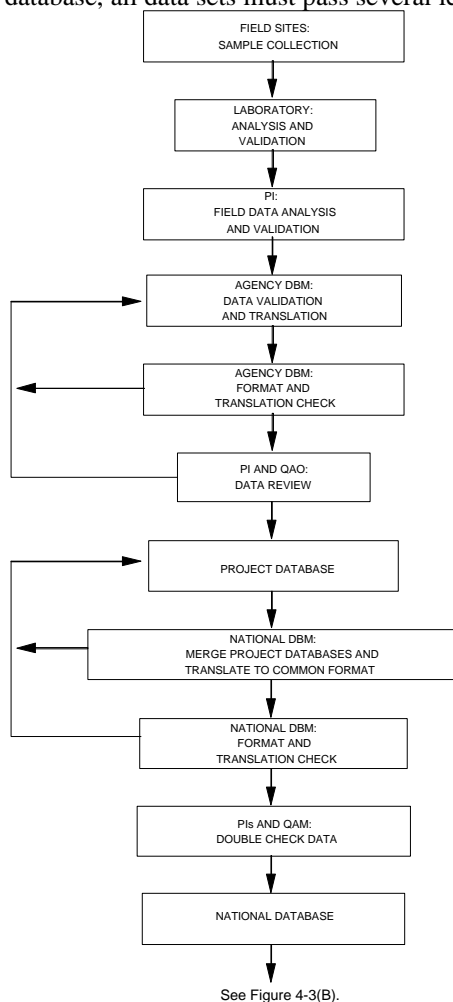 database, all data sets must pass several le
FIELD SITES:
SAMPLE COLLECTION
LABORATORY:
ANALYSIS AND
VALIDATION
PI:
FIELD DATA ANALYSIS
AND VALIDATION
AGENCY DBM:
DATA VALIDATION
AND TRANSLATION
AGENCY DBM:
FORMAT AND
TRANSLATION CHECK
PI AND QAO:
DATA REVIEW
PROJECT DATABASE
NATIONAL DBM:
MERGE PROJECT DATABASES AND
TRANSLATE TO COMMON FORMAT
NATIONAL DBM:
FORMAT AND
TRANSLATION CHECK
PIs AND QAM:
DOUBLE CHECK DATA
NATIONAL DATABASE
See Figure 4-3(B).